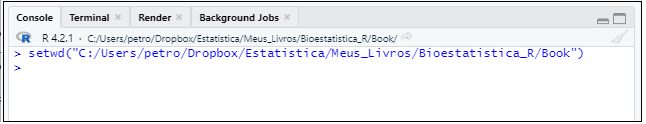 Console Terminal Render Background Jobs
R 4.2.1 · C:/Users/petro/Dropbox/Estatistica/Meus_Livros/Bioestatistica_R/Book/
> setwd("C:/Users/petro/Dropbox/Estatistica/Meus_Livros/Bioestatistica_R/Book")
>